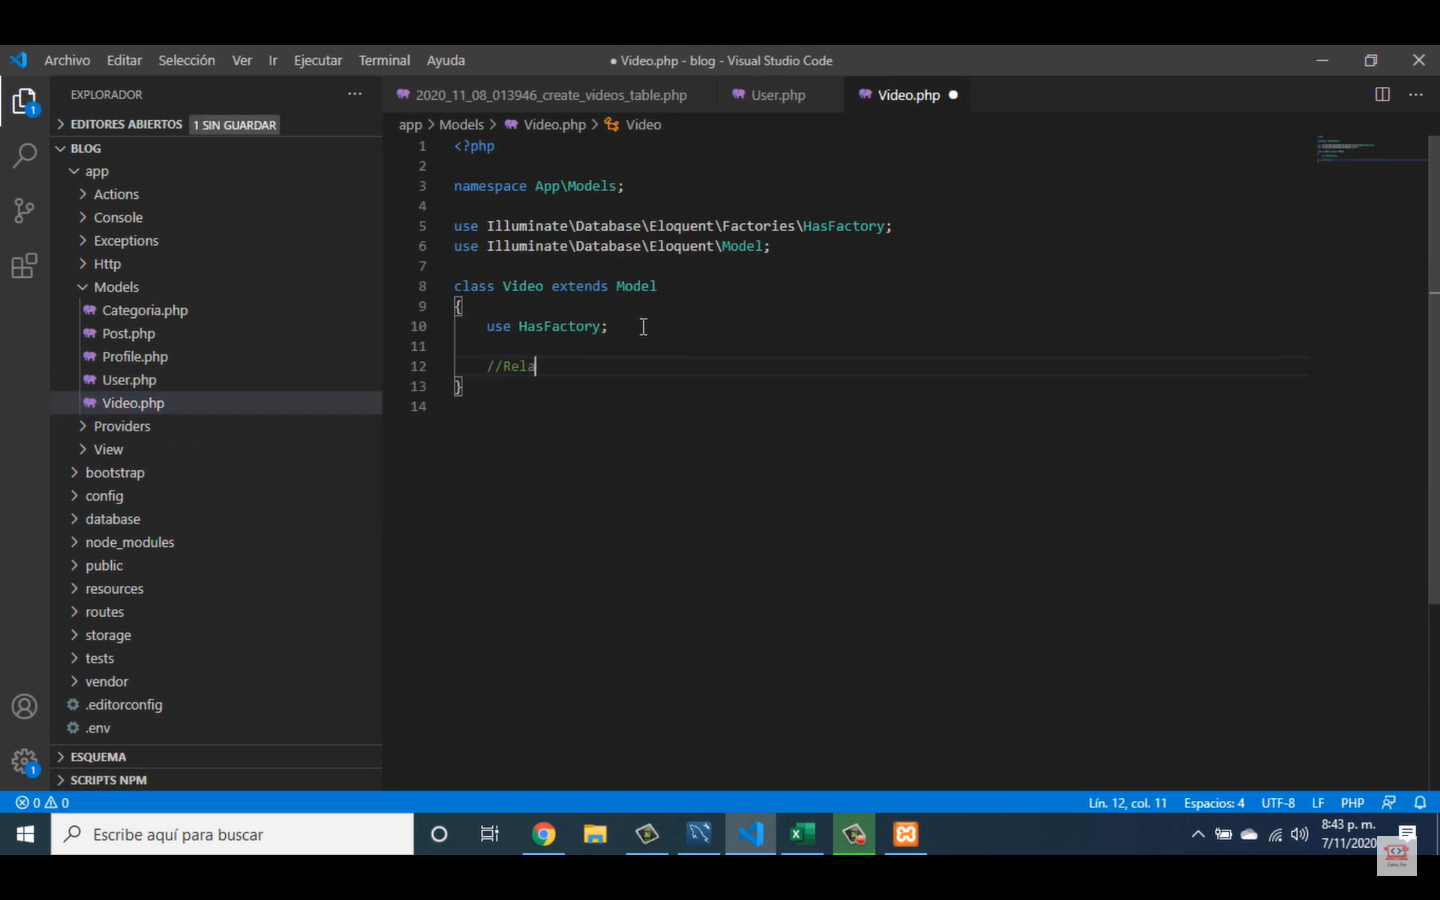 Archivo Editar Selección Ver Ir Ejecutar Terminal Ayuda
● Video.php - blog - Visual Studio Code
EXPLORADOR ···
EDITORES ABIERTOS 1 SIN GUARDAR
BLOG
app
Actions
Console
Exceptions
Http
Models
Categoria.php
Post.php
Profile.php
User.php
Video.php
Providers
View
bootstrap
config
database
node_modules
public
resources
routes
storage
tests
vendor
.editorconfig
.env
ESQUEMA
SCRIPTS NPM
1
1
2020_11_08_013946_create_videos_table.php User.php Video.php ●
app > Models > Video.php > Video
1 <?php
2
3 namespace App\Models;
4
5 use Illuminate\Database\Eloquent\Factories\HasFactory;
6 use Illuminate\Database\Eloquent\Model;
7
8 class Video extends Model
9 {
10 use HasFactory;
11
12 //Rela
13 }
14
0 0 Lín. 12, col. 11 Espacios: 4 UTF-8 LF PHP
Escribe aquí para buscar
8:43 p. m.
7/11/2020